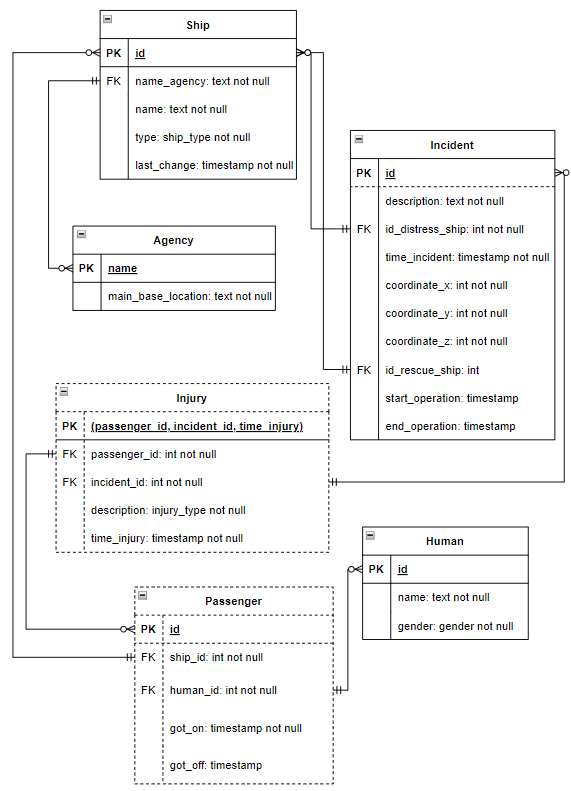 Ship
PK id
FK name_agency: text not null
name: text not null
type: ship_type not null
last_change: timestamp not null
Incident
PK id
description: text not null
FK id_distress_ship: int not null
time_incident: timestamp not null
coordinate_x: int not null
coordinate_y: int not null
coordinate_z: int not null
FK id_rescue_ship: int
start_operation: timestamp
end_operation: timestamp
Agency
PK name
main_base_location: text not null
Injury
PK (passenger_id, incident_id, time_injury)
FK passenger_id: int not null
FK incident_id: int not null
description: injury_type not null
time_injury: timestamp not null
Human
PK id
name: text not null
gender: gender not null
Passenger
PK id
FK ship_id: int not null
FK human_id: int not null
got_on: timestamp not null
got_off: timestamp